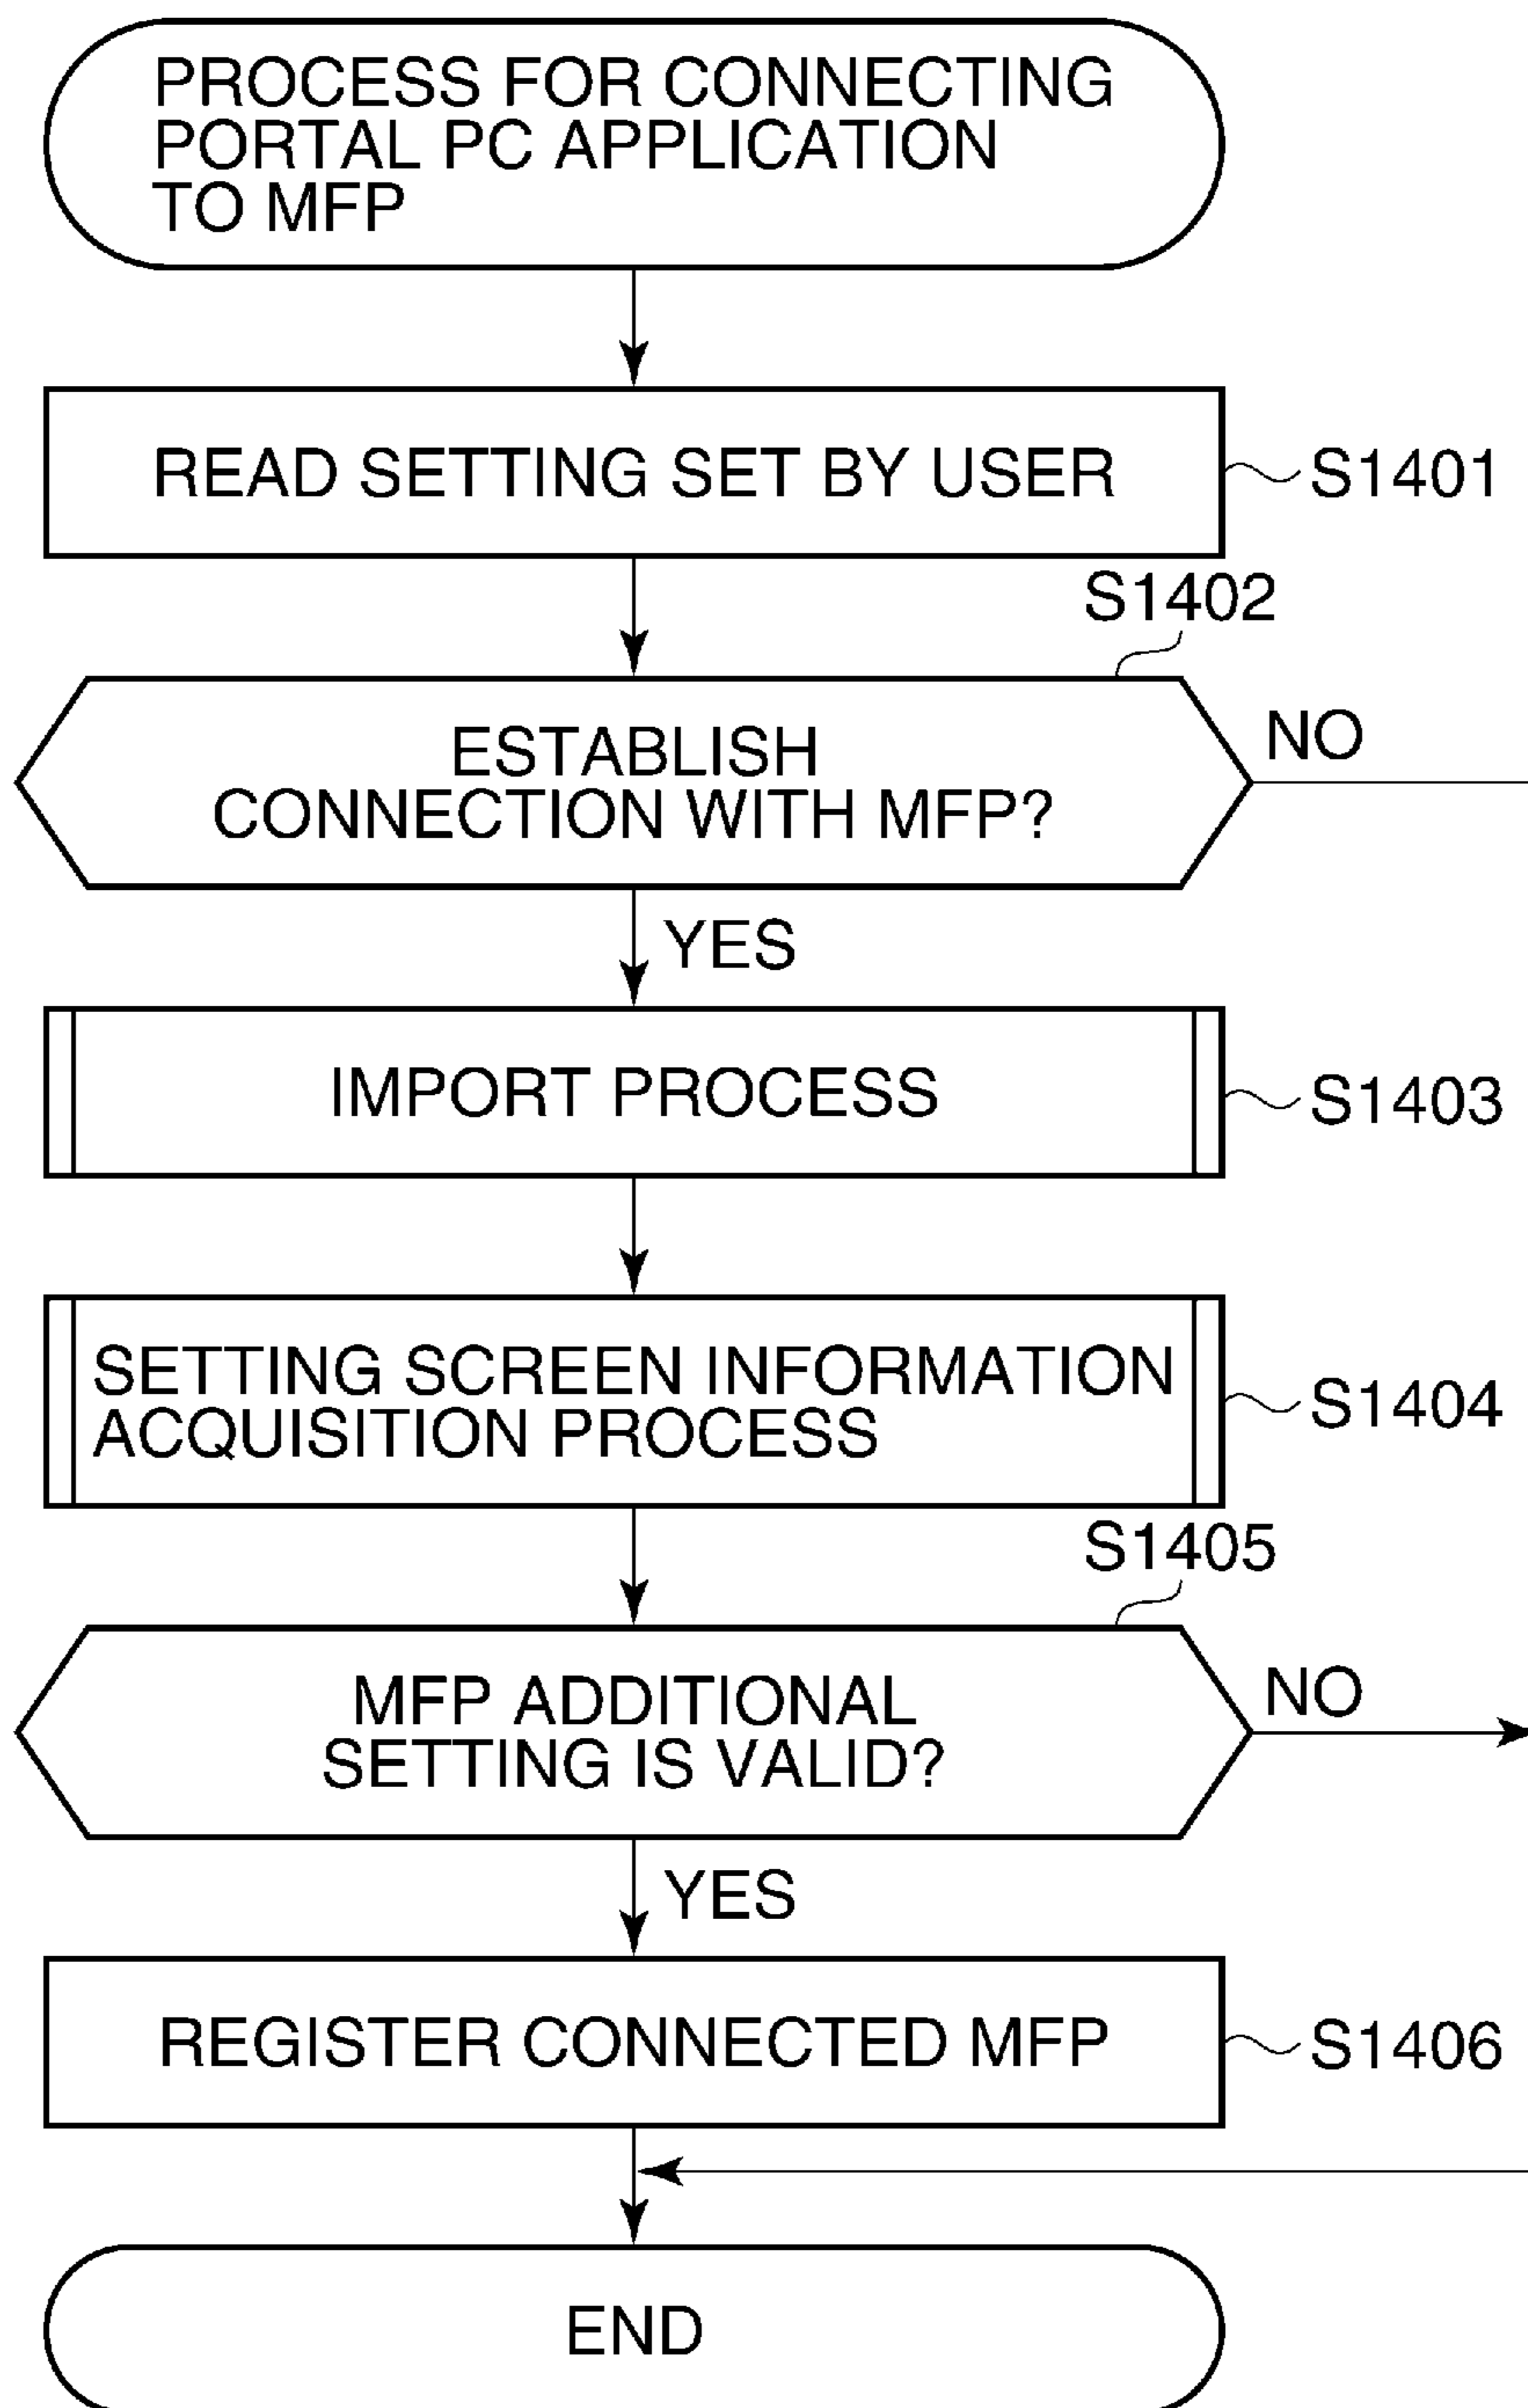 PROCESS FOR CONNECTING
PORTAL PC APPLICATION
TO MFP
READ SETTING SET BY USER
S1401
S1402
ESTABLISH
CONNECTION WITH MFP?
NO
YES
IMPORT PROCESS
S1403
SETTING SCREEN INFORMATION
ACQUISITION PROCESS
S1404
S1405
MFP ADDITIONAL
SETTING IS VALID?
NO
YES
REGISTER CONNECTED MFP
S1406
END